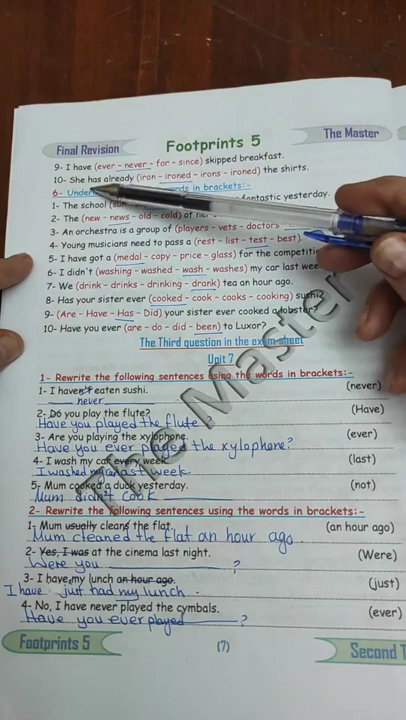 Final Revision
Footprints 5
The Master
9- I have (ever - never - for - since) skipped breakfast.
10- She has already (iron - ironed - irons - ironed) the shirts.
6- words in brackets:-
1- The school fantastic yesterday.
2- The (new - news - old - cold) of her
3- An orchestra is a group of (players - vets - doctors
4- Young musicians need to pass a (rest - list - test - best).
5- I have got a (medal - copy - price - glass) for the
6- I didn't (washing - washed - wash - washes) my car last
7- We (drink - drinks - drinking - drank) tea an hour ago.
8- Has your sister ever (cooked - cook - cooks - cooking) sushi?
9- (Are - Have - Has - Did) your sister ever cooked a lobster?
10- Have you ever (are - do - did - been) to Luxor?
The Third question in the exam sheet
Unit 7
1- Rewrite the following sentences using the words in brackets:-
1- I haven't eaten sushi. (never)
never
2- Do you play the flute? (Have)
Have you played the flute
3- Are you playing the xylophone. (ever)
Have you ever played the xylophone?
4- I wash my car every week. (last)
I washed my car last week.
5- Mum cooked a duck yesterday. (not)
Mum didn't cook
2- Rewrite the following sentences using the words in brackets:-
1- Mum usually cleans the flat. (an hour ago)
Mum cleaned the flat an hour ago.
2- Yes, I was at the cinema last night. (Were)
Were you ?
3- I have my lunch an hour ago. (just)
I have just had my lunch.
4- No, I have never played the cymbals. (ever)
Have you ever played ?
Footprints 5
(7)
Second T
The Master